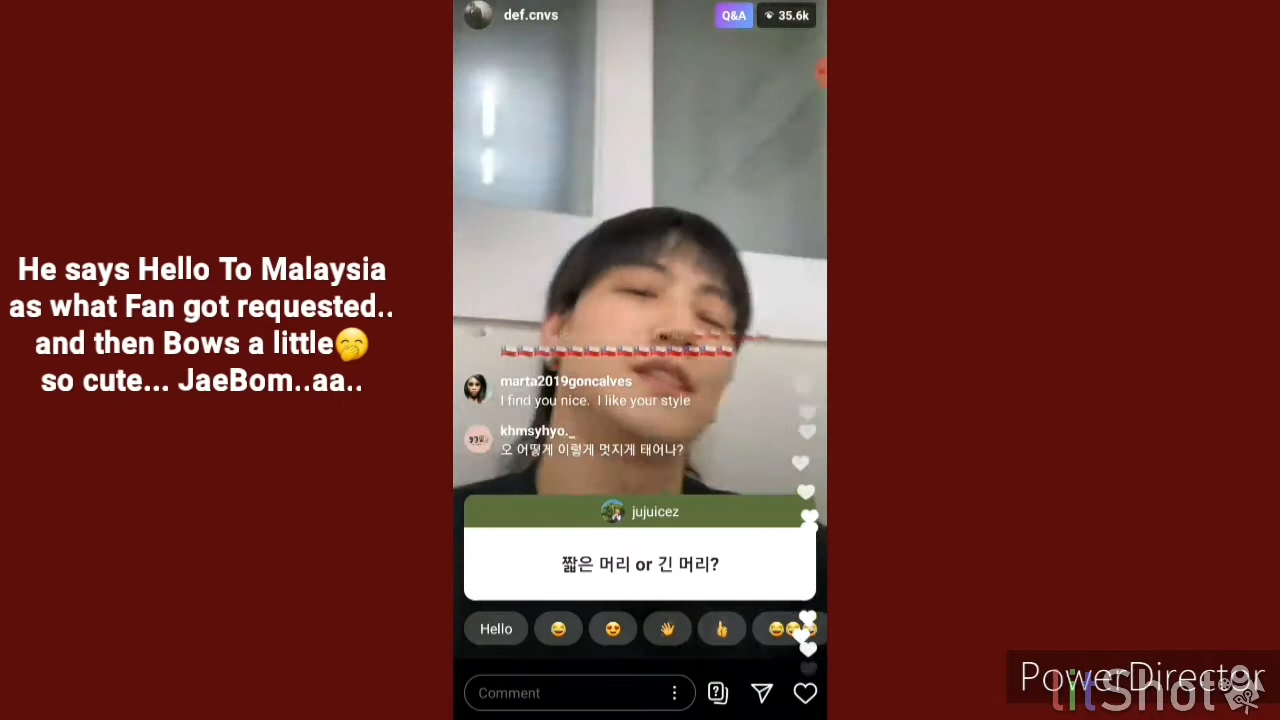 def.cnvs
Q&A
35.6k
He says Hello To Malaysia
as what Fan got requested..
and then Bows a little🤭
so cute... JaeBom..aa..
marta2019goncalves
I find you nice. I like your style
khmsyhyo._
오 어떻게 이렇게 멋지게 태어나?
jujuicez
짧은 머리 or 긴 머리?
Hello
Comment
PowerDirector
litShot